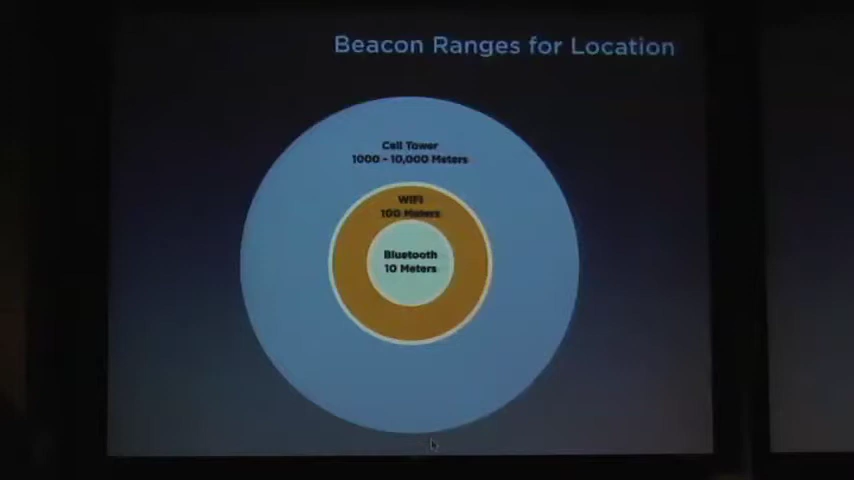 Beacon Ranges for Location
Cell Tower
1000 - 10,000 Meters
WIFI
100 Meters
Bluetooth
10 Meters